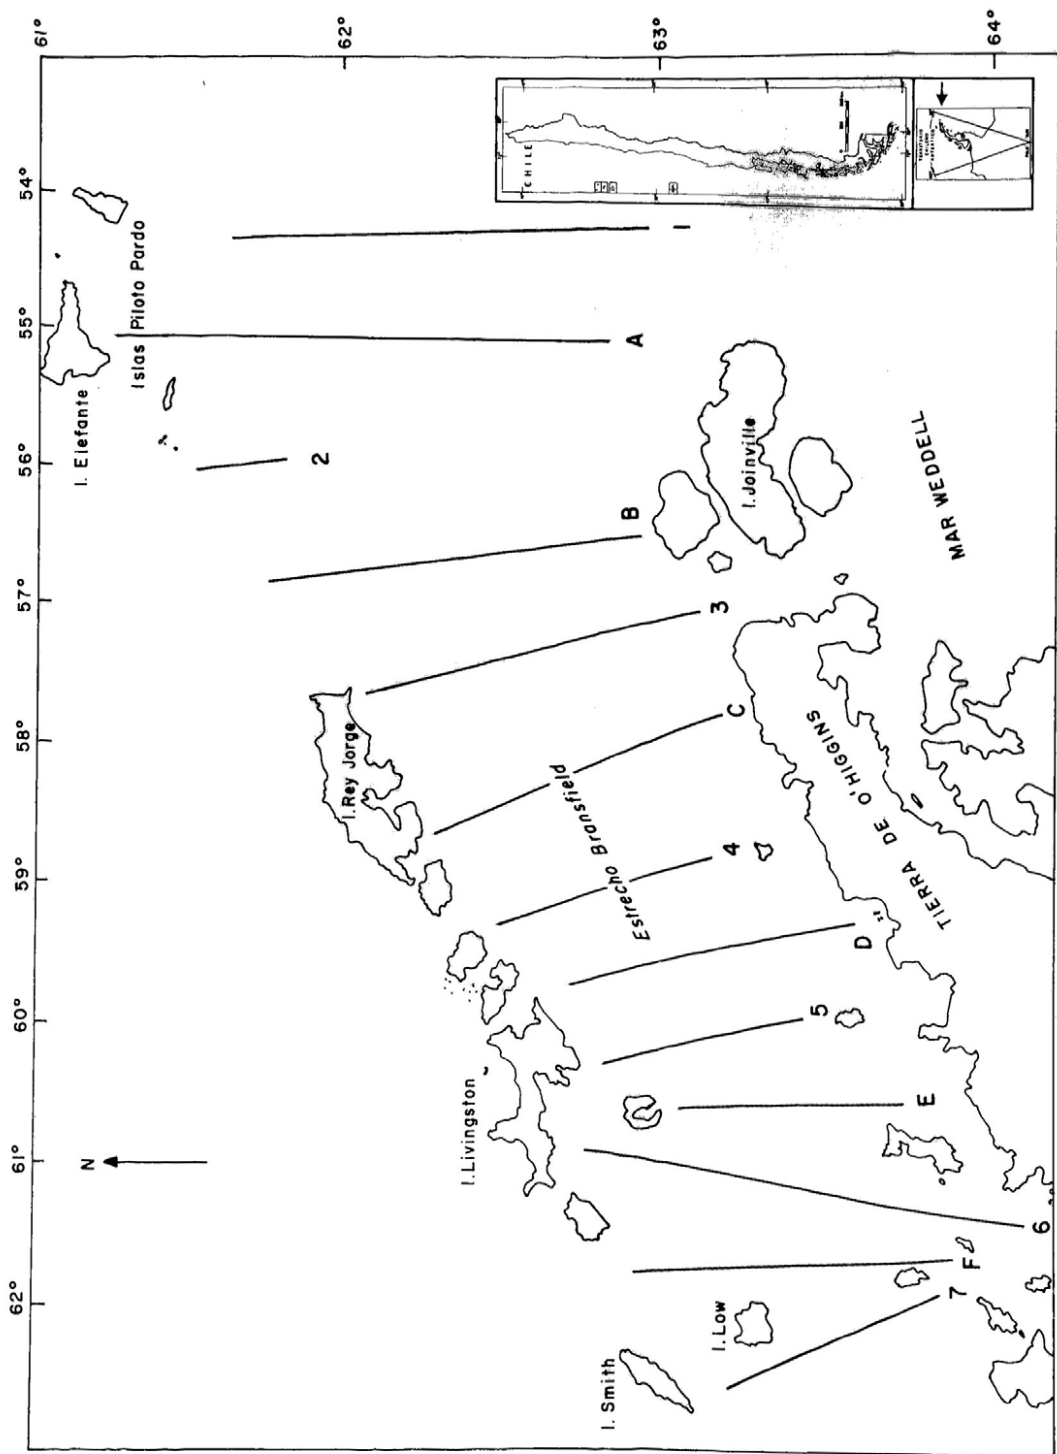 61°
62°
63°
64°
54°
55°
56°
57°
58°
59°
60°
61°
62°
CHILE
I. Elefante
Islas Piloto Pardo
1
A
2
B
I. Joinville
MAR WEDDELL
3
I. Rey Jorge
C
Estrecho Bransfield
4
TIERRA DE O'HIGGINS
D
5
I. Livingston
E
N
6
F
7
I. Low
I. Smith